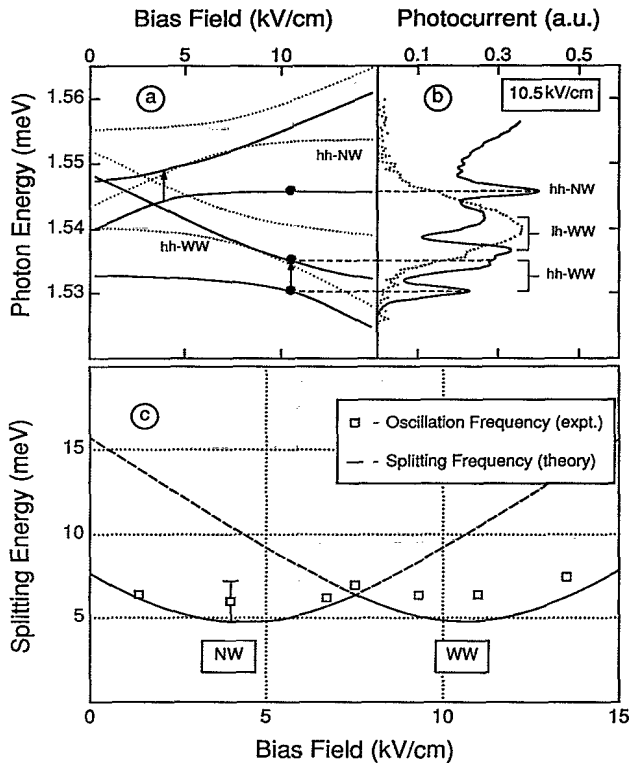 Bias Field (kV/cm)
Photocurrent (a.u.)
0 5 10
0.1 0.3 0.5
Photon Energy (meV)
1.56
1.55
1.54
1.53
a
b
10.5 kV/cm
hh-NW
hh-WW
hh-NW
lh-WW
hh-WW
Splitting Energy (meV)
15
10
5
c
- Oscillation Frequency (expt.)
- Splitting Frequency (theory)
NW
WW
0 5 10 15
Bias Field (kV/cm)